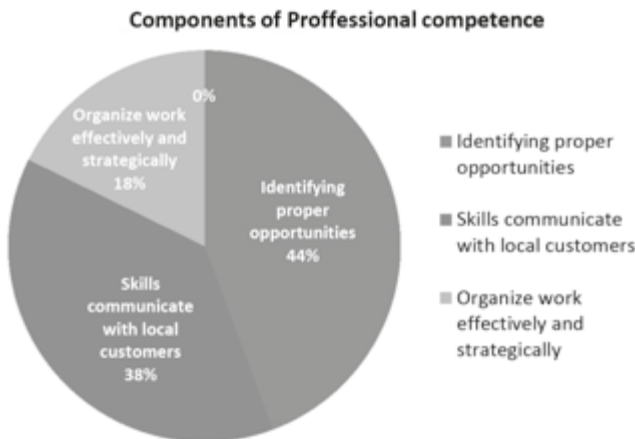 Components of Proffessional competence
0%
Organize work
effectively and
strategically
18%
Identifying
proper
opportunities
44%
Skills
communicate
with local
customers
38%
Identifying proper
opportunities
Skills communicate
with local customers
Organize work
effectively and
strategically